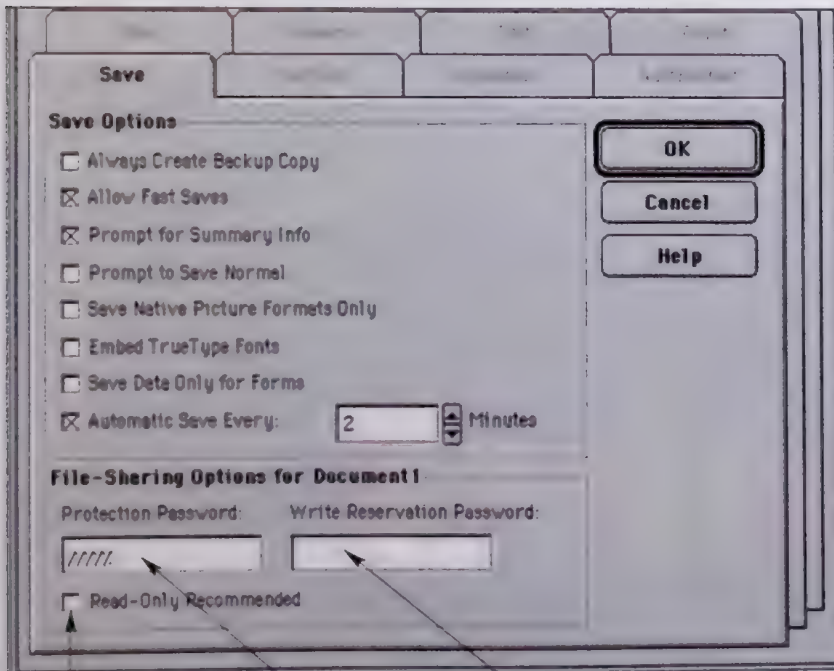 Save
Save Options
Always Create Backup Copy
Allow Fast Saves
Prompt for Summary Info
Prompt to Save Normal
Save Native Picture Formats Only
Embed TrueType Fonts
Save Data Only for Forms
Automatic Save Every: 2 Minutes
OK
Cancel
Help
File-Sharing Options for Document1
Protection Password: Write Reservation Password:
Read-Only Recommended